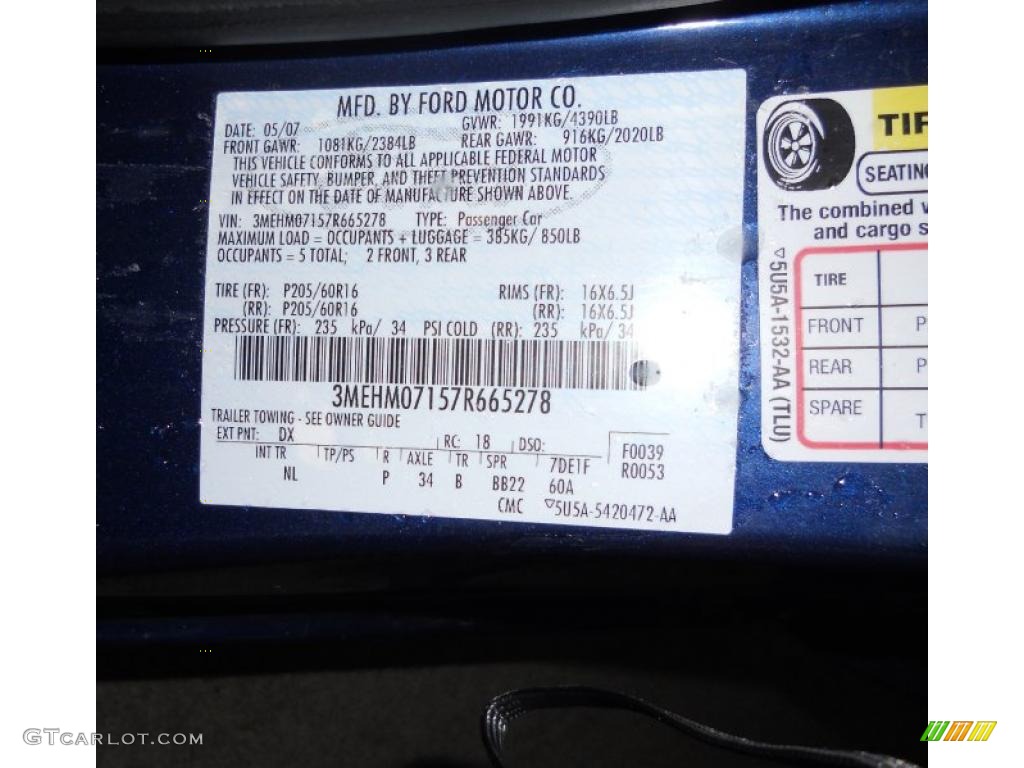 MFD. BY FORD MOTOR CO.
DATE: 05/07 GVWR: 1991KG/4390LB
FRONT GAWR: 1081KG/2384LB REAR GAWR: 916KG/2020LB
THIS VEHICLE CONFORMS TO ALL APPLICABLE FEDERAL MOTOR
VEHICLE SAFETY, BUMPER, AND THEFT PREVENTION STANDARDS
IN EFFECT ON THE DATE OF MANUFACTURE SHOWN ABOVE.
VIN: 3MEHM07157R665278 TYPE: Passenger Car
MAXIMUM LOAD = OCCUPANTS + LUGGAGE = 385KG/ 850LB
OCCUPANTS = 5 TOTAL; 2 FRONT, 3 REAR
TIRE (FR): P205/60R16 RIMS (FR): 16X6.5J
(RR): P205/60R16 (RR): 16X6.5J
PRESSURE (FR): 235 kPa/ 34 PSI COLD (RR): 235 kPa/ 34
3MEHM07157R665278
TRAILER TOWING - SEE OWNER GUIDE
EXT PNT: DX RC: 18 DSO: F0039
INT TR TP/PS R AXLE TR SPR 7DE1F R0053
NL P 34 B BB22 60A
CMC ▽5U5A-5420472-AA
TIR
SEATING
The combined
and cargo s
▽5U5A-1532-AA (TLU)
TIRE
FRONT P
REAR P
SPARE T
GTCARLOT.COM